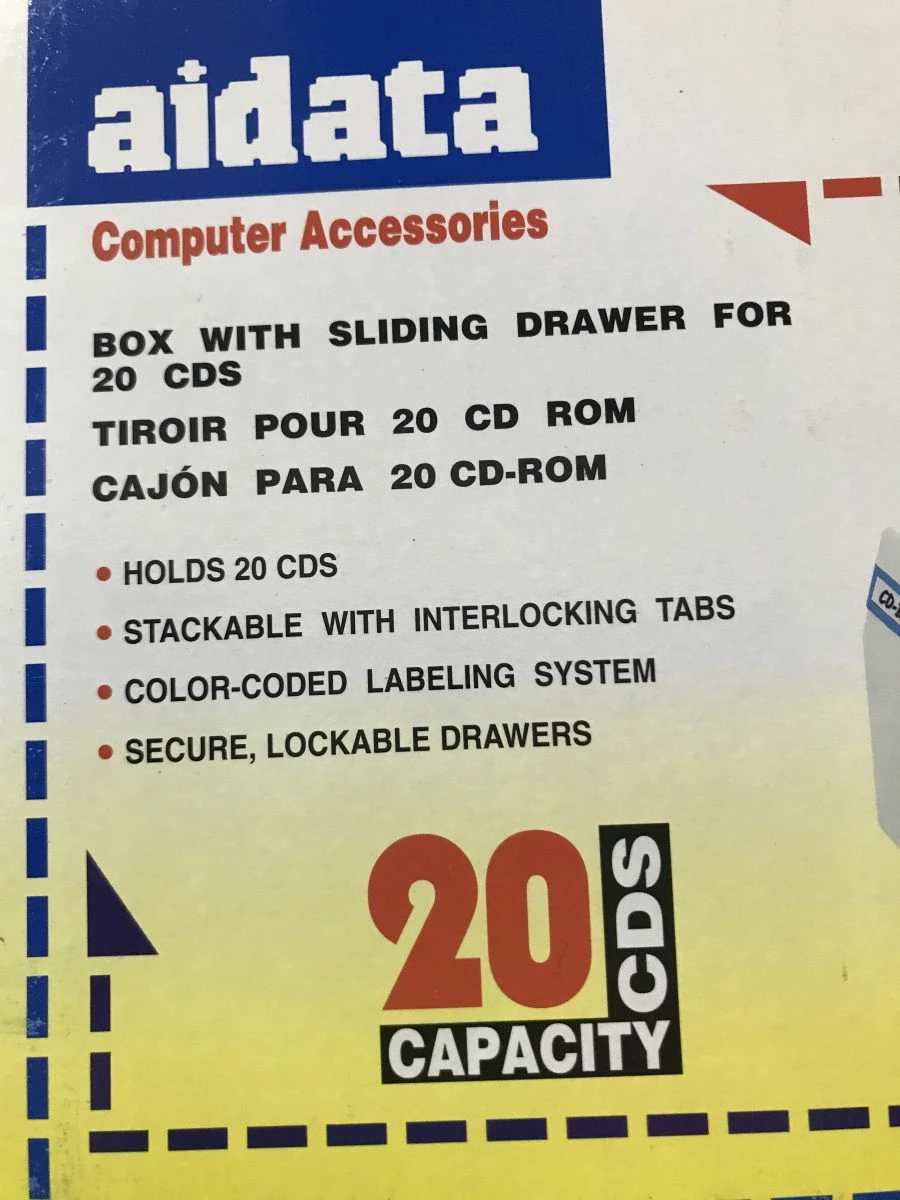 aidata
Computer Accessories
BOX WITH SLIDING DRAWER FOR
20 CDS
TIROIR POUR 20 CD ROM
CAJÓN PARA 20 CD-ROM
• HOLDS 20 CDS
• STACKABLE WITH INTERLOCKING TABS
• COLOR-CODED LABELING SYSTEM
• SECURE, LOCKABLE DRAWERS
20 CDS
CAPACITY